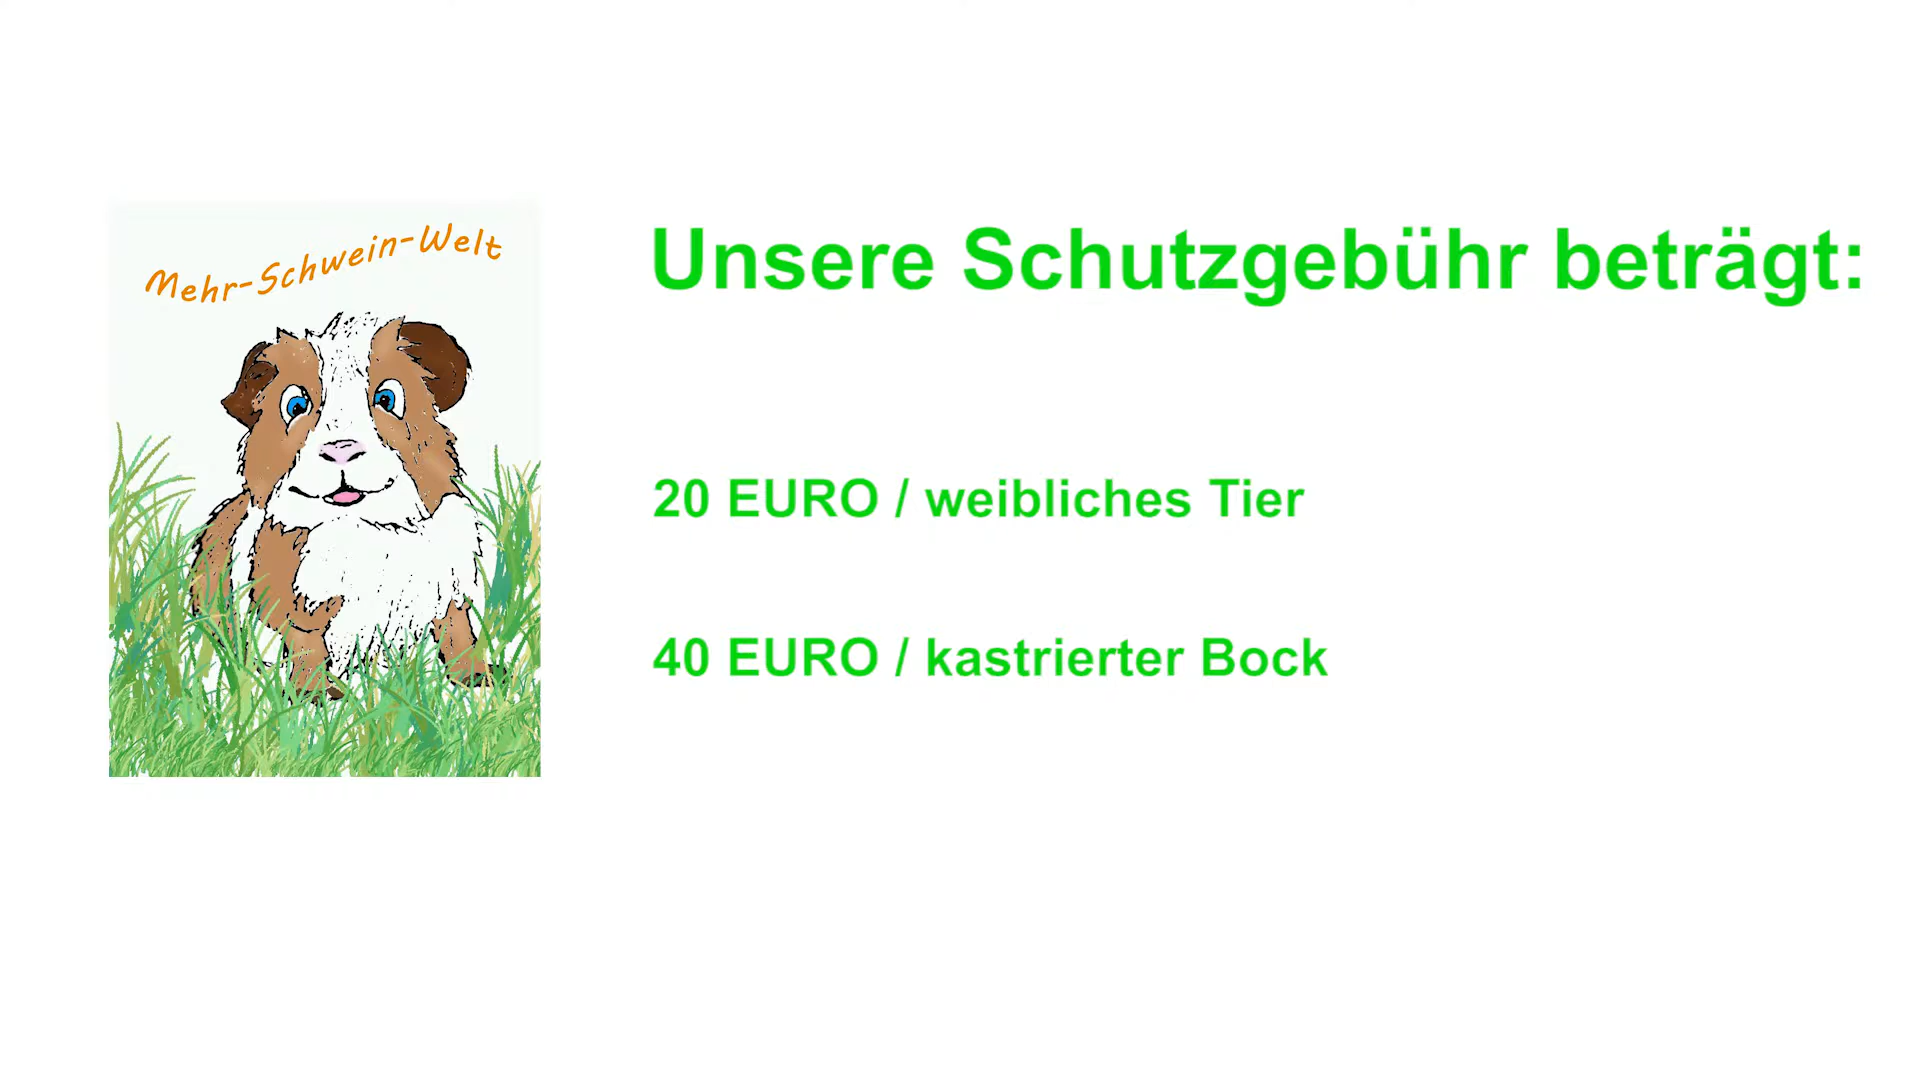 Mehr-Schwein-Welt
Unsere Schutzgebühr beträgt:
20 EURO / weibliches Tier
40 EURO / kastrierter Bock